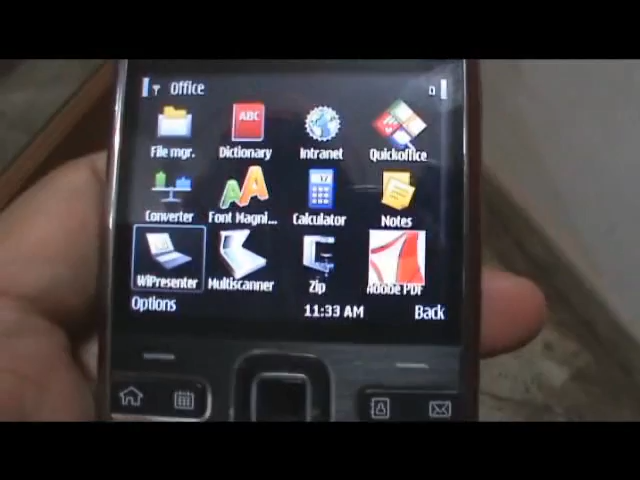 Office
File mgr. Dictionary Intranet Quickoffice
Converter Font Magni... Calculator Notes
WiPresenter Multiscanner Zip Adobe PDF
Options 11:33 AM Back
ABC
AA